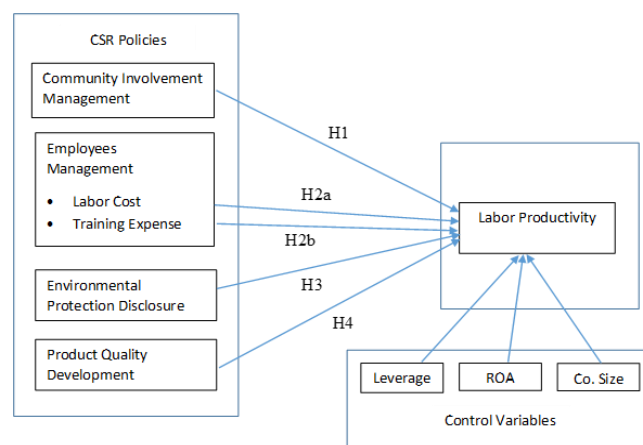 CSR Policies
Community Involvement
Management
Employees
Management
• Labor Cost
• Training Expense
Environmental
Protection Disclosure
Product Quality
Development
H1
H2a
H2b
H3
H4
Labor Productivity
Leverage
ROA
Co. Size
Control Variables